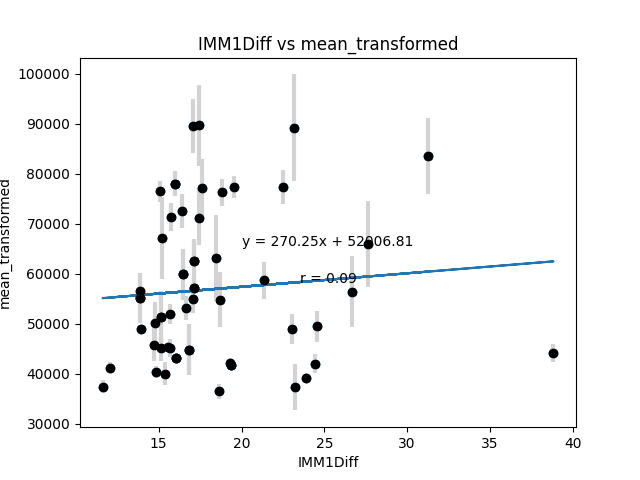 IMM1Diff vs mean_transformed
100000
90000
80000
70000
60000
50000
40000
30000
mean_transformed
y = 270.25x + 52006.81
r = 0.09
15
20
25
30
35
40
IMM1Diff